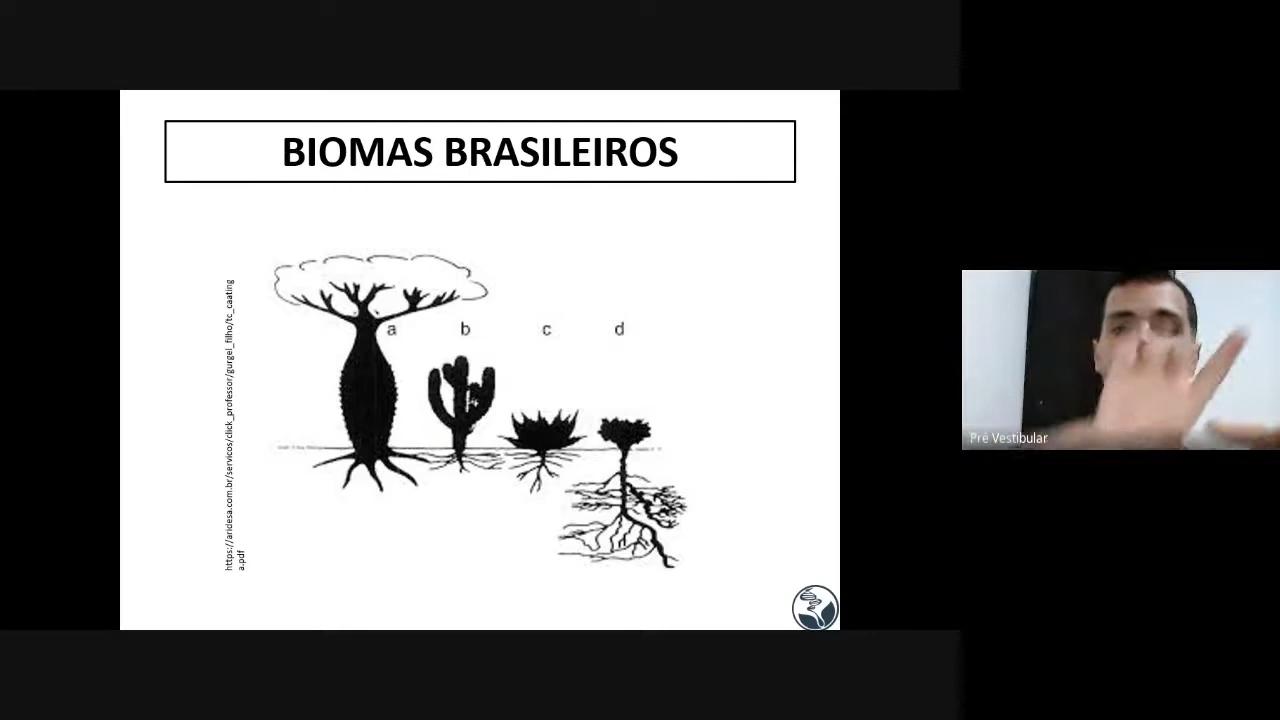 BIOMAS BRASILEIROS
a b c d
https://aridesa.com.br/servicos/click_professor/gurgel_filho/tc_caating
a.pdf
Pré Vestibular